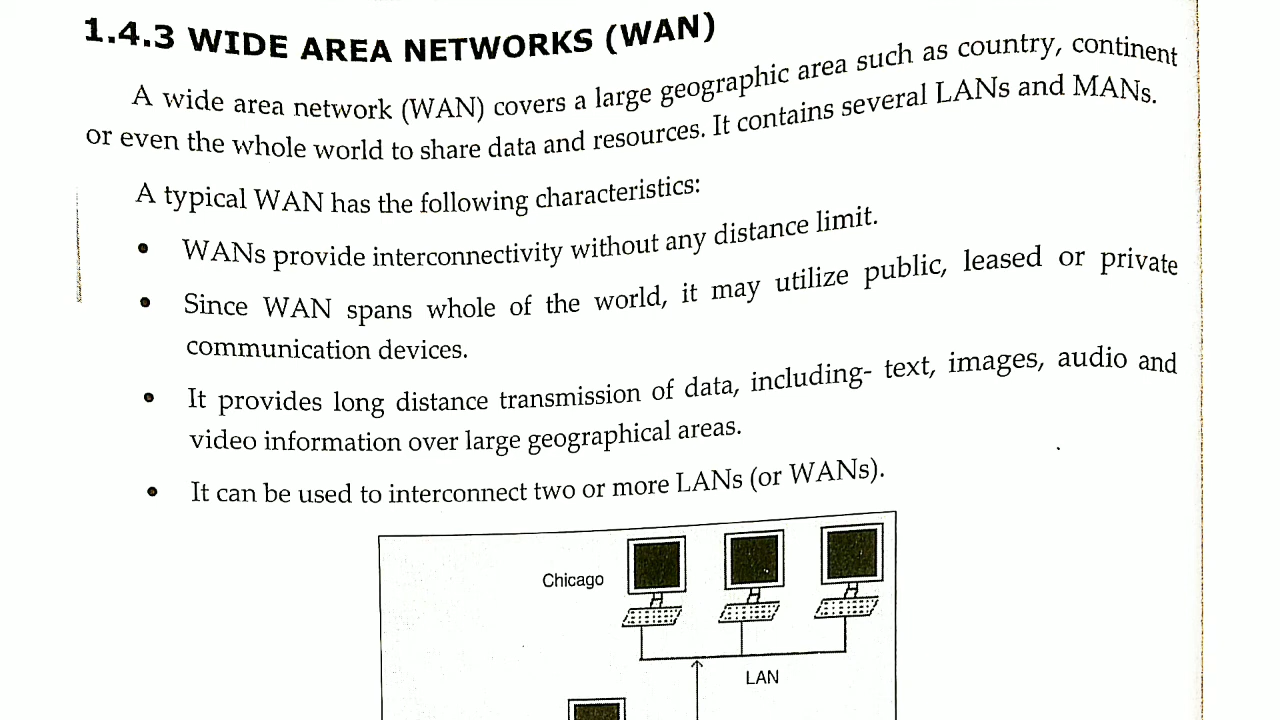 1.4.3 WIDE AREA NETWORKS (WAN)
A wide area network (WAN) covers a large geographic area such as country, continent
or even the whole world to share data and resources. It contains several LANs and MANs.
A typical WAN has the following characteristics:
• WANs provide interconnectivity without any distance limit.
• Since WAN spans whole of the world, it may utilize public, leased or private
communication devices.
• It provides long distance transmission of data, including- text, images, audio and
video information over large geographical areas.
• It can be used to interconnect two or more LANs (or WANs).
Chicago
LAN